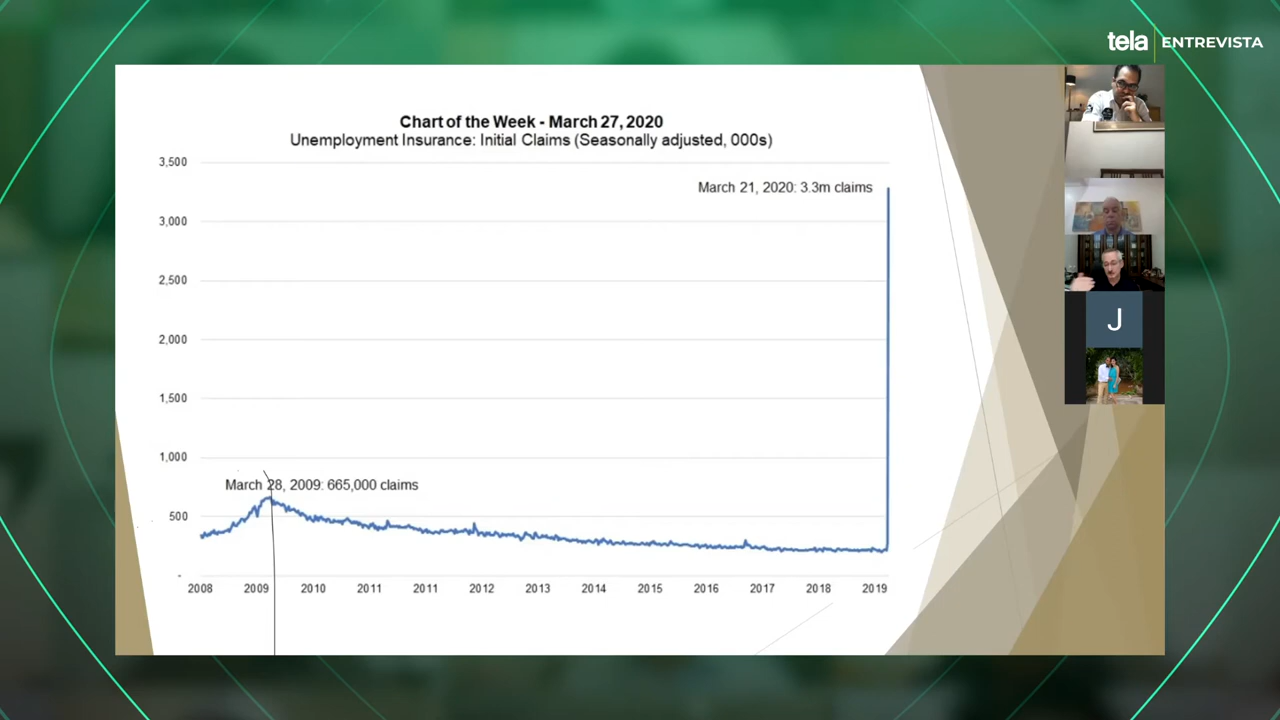 tela ENTREVISTA
Chart of the Week - March 27, 2020
Unemployment Insurance: Initial Claims (Seasonally adjusted, 000s)
3,500
March 21, 2020: 3.3m claims
3,000
2,500
2,000
1,500
1,000
March 28, 2009: 665,000 claims
500
-
2008 2009 2010 2011 2011 2012 2013 2014 2015 2016 2017 2018 2019
J